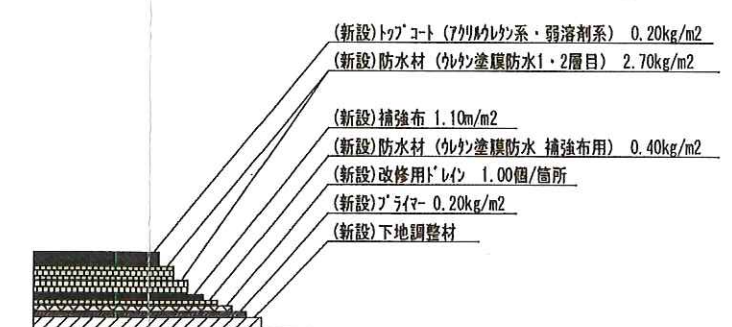 (新設)トップコート (アクリルウレタン系・弱溶剤系) 0.20kg/m2
(新設)防水材 (ウレタン塗膜防水1・2層目) 2.70kg/m2
(新設)補強布 1.10m/m2
(新設)防水材 (ウレタン塗膜防水 補強布用) 0.40kg/m2
(新設)改修用ドレイン 1.00個/箇所
(新設)プライマー 0.20kg/m2
(新設)下地調整材